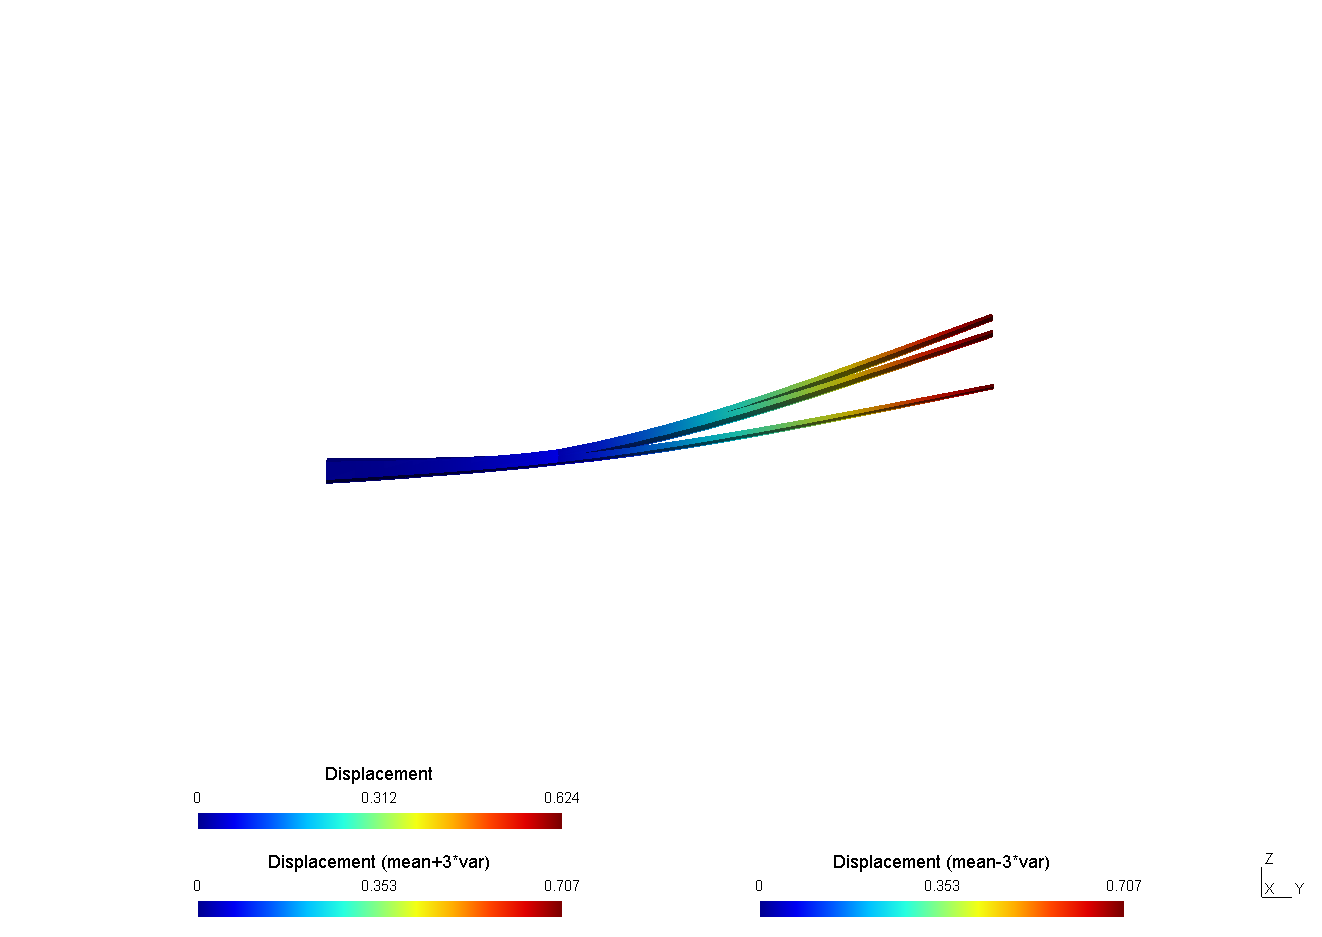 Displacement
0 0.312 0.624
Displacement (mean+3*var)
0 0.353 0.707
Displacement (mean-3*var)
0 0.353 0.707
Z
X Y